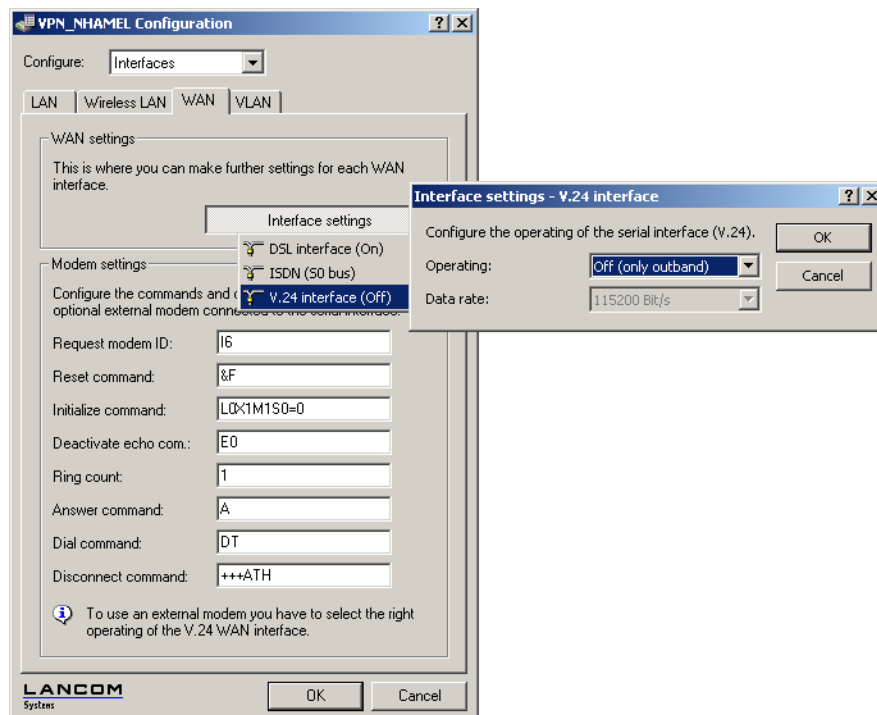 VPN_NHAMEL Configuration
Configure: Interfaces
LAN Wireless LAN WAN VLAN
WAN settings
This is where you can make further settings for each WAN
interface.
Interface settings
DSL interface (On)
ISDN (S0 bus)
V.24 interface (Off)
Modem settings
Configure the commands and
optional external modem connected to the serial interface.
Request modem ID: I6
Reset command: &F
Initialize command: L0X1M1S0=0
Deactivate echo com.: E0
Ring count: 1
Answer command: A
Dial command: DT
Disconnect command: +++ATH
To use an external modem you have to select the right
operating of the V.24 WAN interface.
LANCOM
Systems
OK Cancel
Interface settings - V.24 interface
Configure the operating of the serial interface (V.24).
Operating: Off (only outband)
Data rate: 115200 Bit/s
OK
Cancel